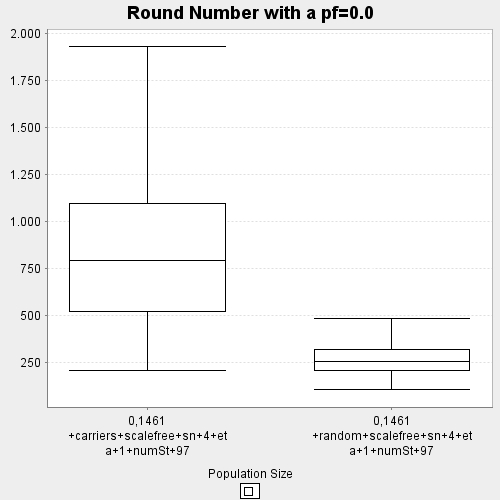 Round Number with a pf=0.0
2.000
1.750
1.500
1.250
1.000
750
500
250
0,1461
+carriers+scalefree+sn+4+et
a+1+numSt+97
0,1461
+random+scalefree+sn+4+et
a+1+numSt+97
Population Size